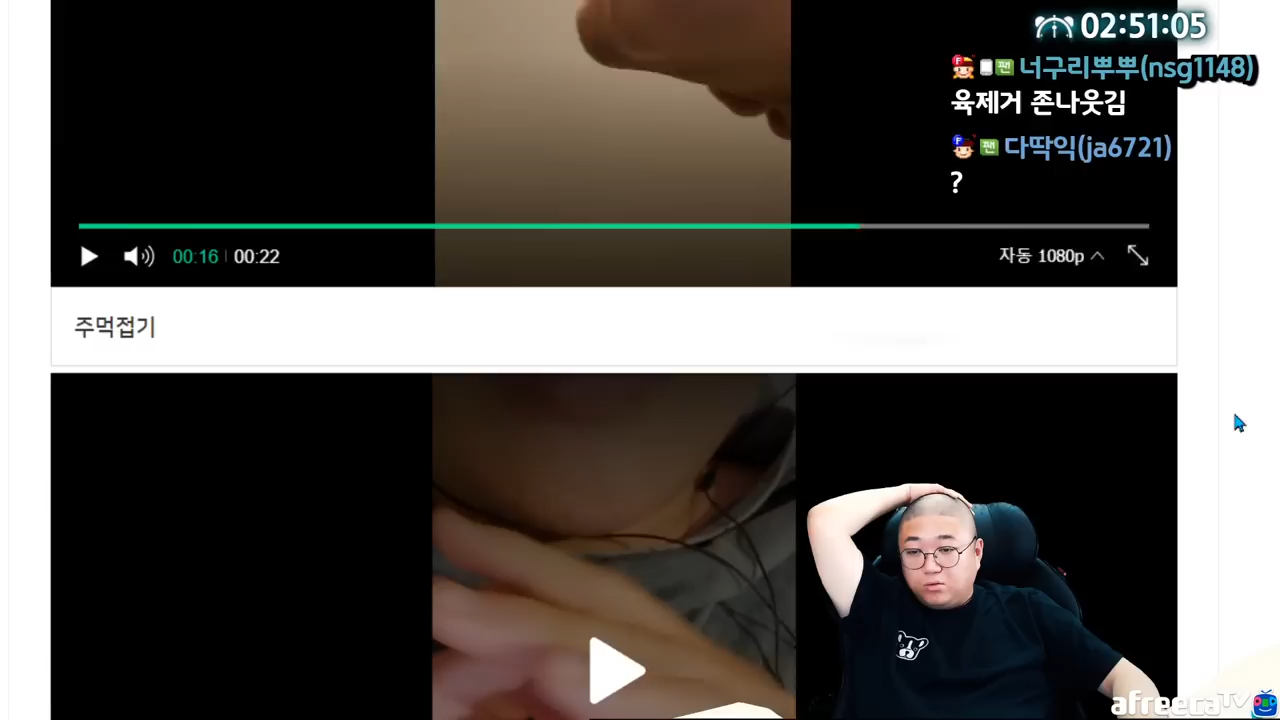 02:51:05
너구리뿌뿌(nsg1148)
육제거 존나웃김
다딱익(ja6721)
?
00:16 00:22
자동 1080p
주먹접기
afreecaTV